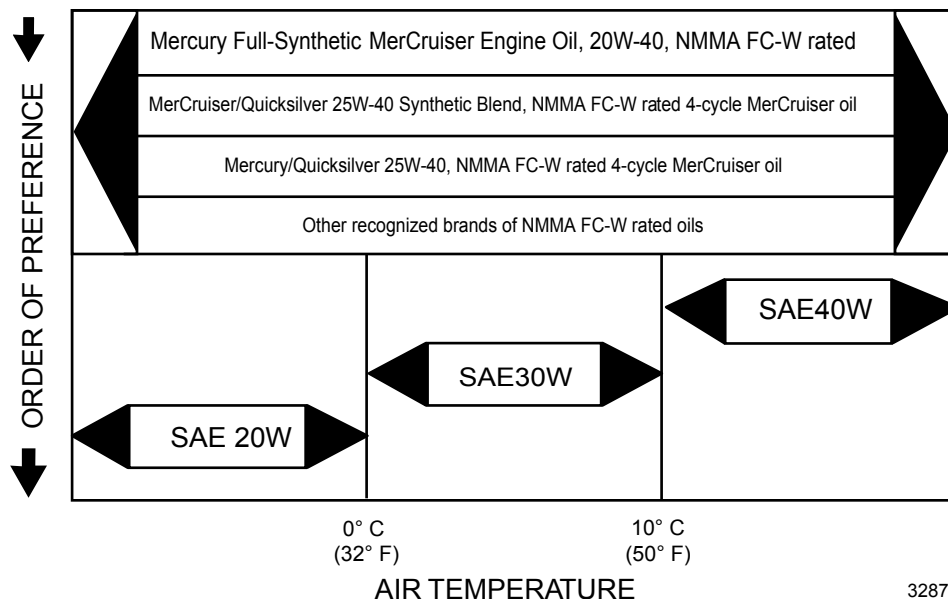 ORDER OF PREFERENCE
Mercury Full-Synthetic MerCruiser Engine Oil, 20W-40, NMMA FC-W rated
MerCruiser/Quicksilver 25W-40 Synthetic Blend, NMMA FC-W rated 4-cycle MerCruiser oil
Mercury/Quicksilver 25W-40, NMMA FC-W rated 4-cycle MerCruiser oil
Other recognized brands of NMMA FC-W rated oils
SAE40W
SAE30W
SAE 20W
0° C
(32° F)
10° C
(50° F)
AIR TEMPERATURE
3287